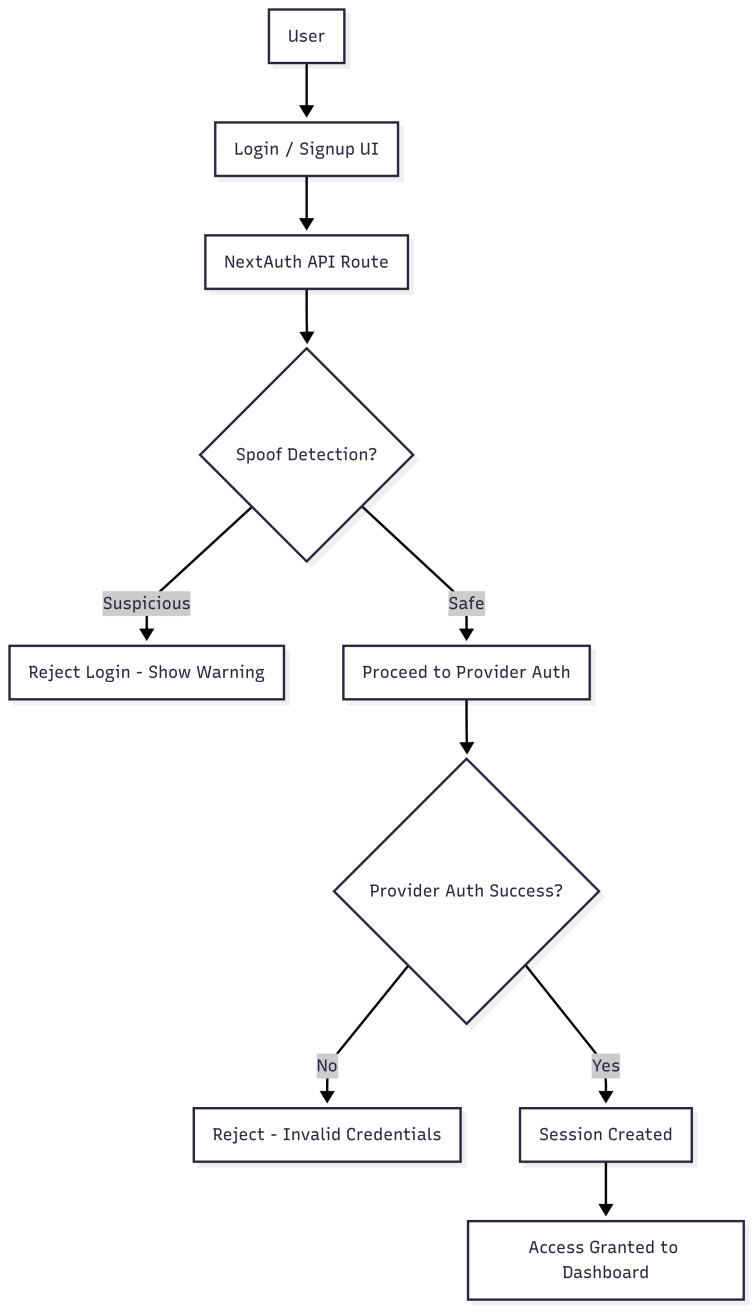 User
Login / Signup UI
NextAuth API Route
Spoof Detection?
Suspicious
Safe
Reject Login - Show Warning
Proceed to Provider Auth
Provider Auth Success?
No
Yes
Reject - Invalid Credentials
Session Created
Access Granted to
Dashboard